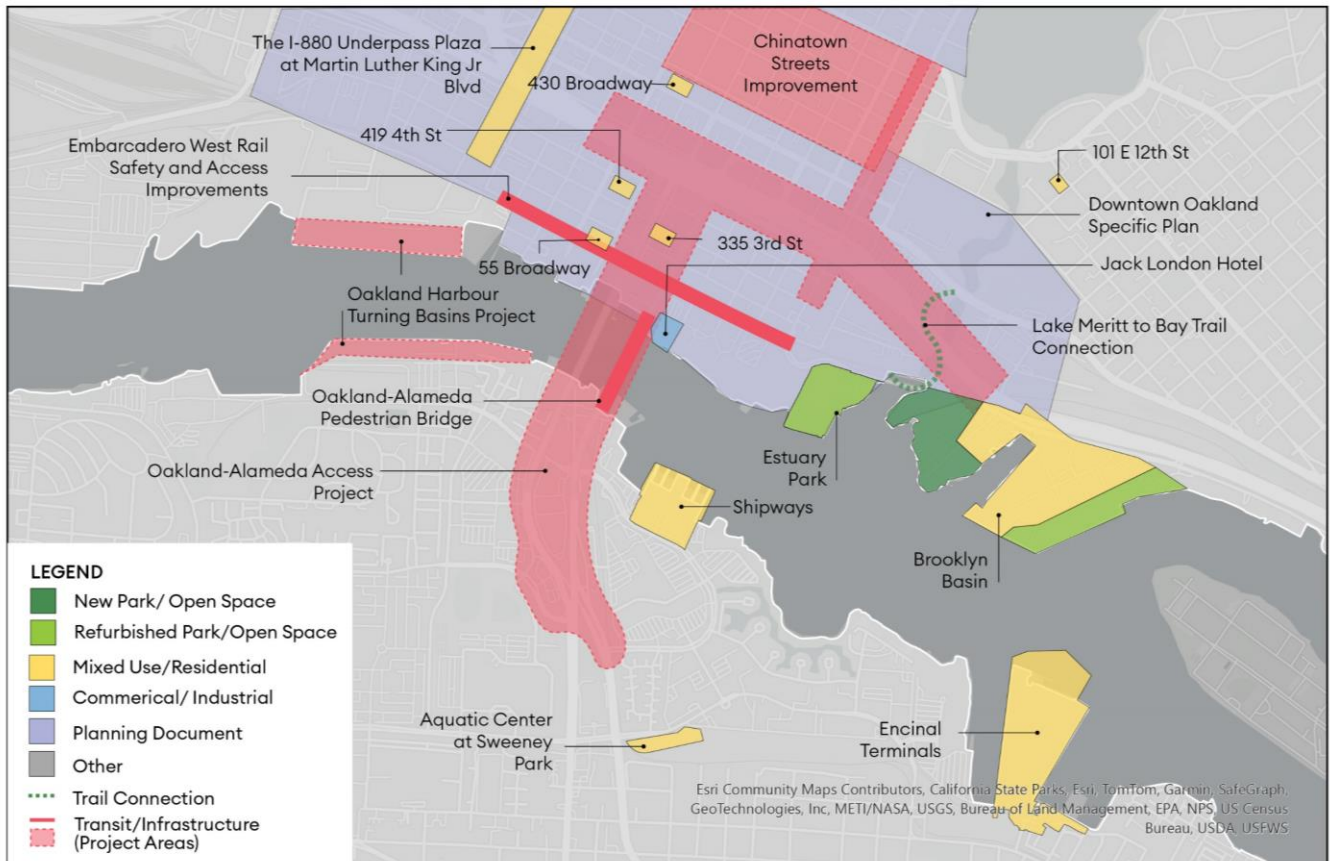 The I-880 Underpass Plaza
at Martin Luther King Jr
Blvd
Chinatown
Streets
Improvement
430 Broadway
419 4th St
Embarcadero West Rail
Safety and Access
Improvements
101 E 12th St
Downtown Oakland
Specific Plan
335 3rd St
55 Broadway
Jack London Hotel
Oakland Harbour
Turning Basins Project
Lake Meritt to Bay Trail
Connection
Oakland-Alameda
Pedestrian Bridge
Oakland-Alameda Access
Project
Estuary
Park
Shipways
Brooklyn
Basin
LEGEND
New Park/ Open Space
Refurbished Park/Open Space
Mixed Use/Residential
Commerical/ Industrial
Planning Document
Other
Trail Connection
Transit/Infrastructure
(Project Areas)
Aquatic Center
at Sweeney
Park
Encinal
Terminals
Esri Community Maps Contributors, California State Parks, Esri, TomTom, Garmin, SafeGraph,
GeoTechnologies, Inc, METI/NASA, USGS, Bureau of Land Management, EPA, NPS, US Census
Bureau, USDA, USFWS